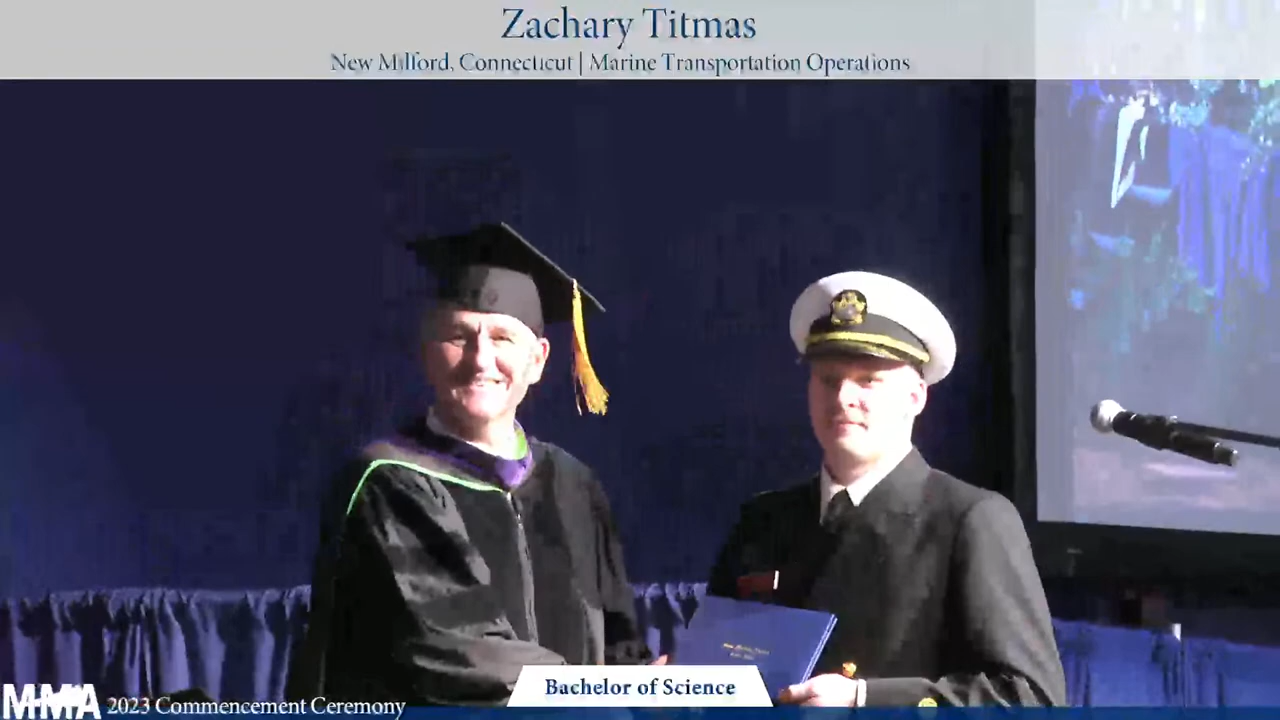 Zachary Titmas
New Milford, Connecticut | Marine Transportation Operations
Bachelor of Science
MMA 2023 Commencement Ceremony